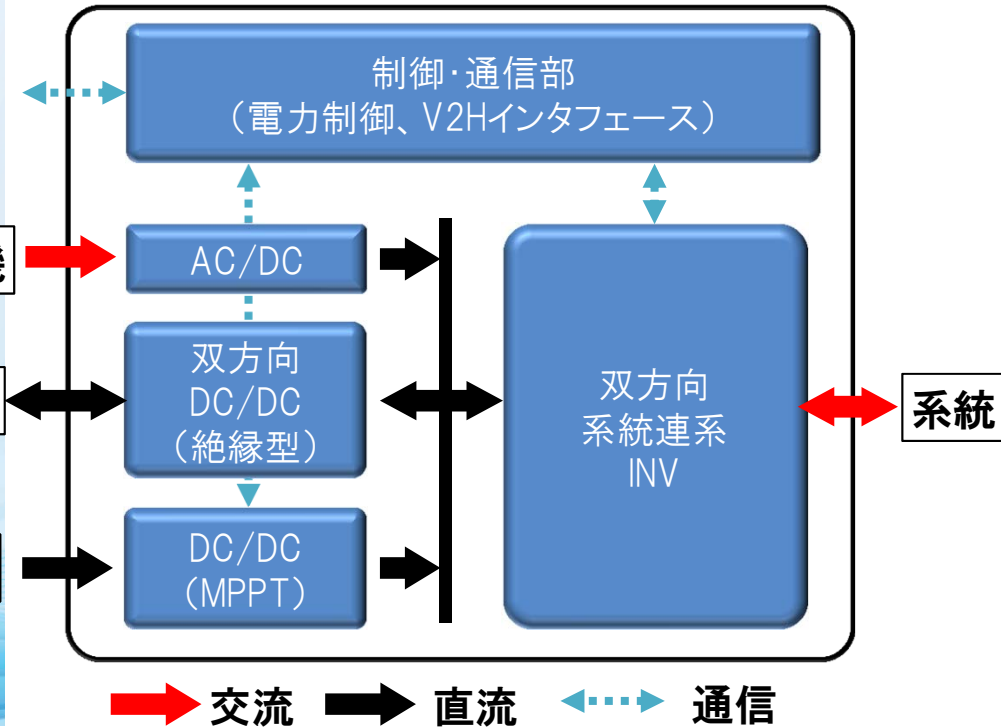 制御・通信部
（電力制御、V2Hインタフェース）
AC/DC
双方向
DC/DC
（絶縁型）
DC/DC
（MPPT）
双方向
系統連系
INV
系統
交流
直流
通信